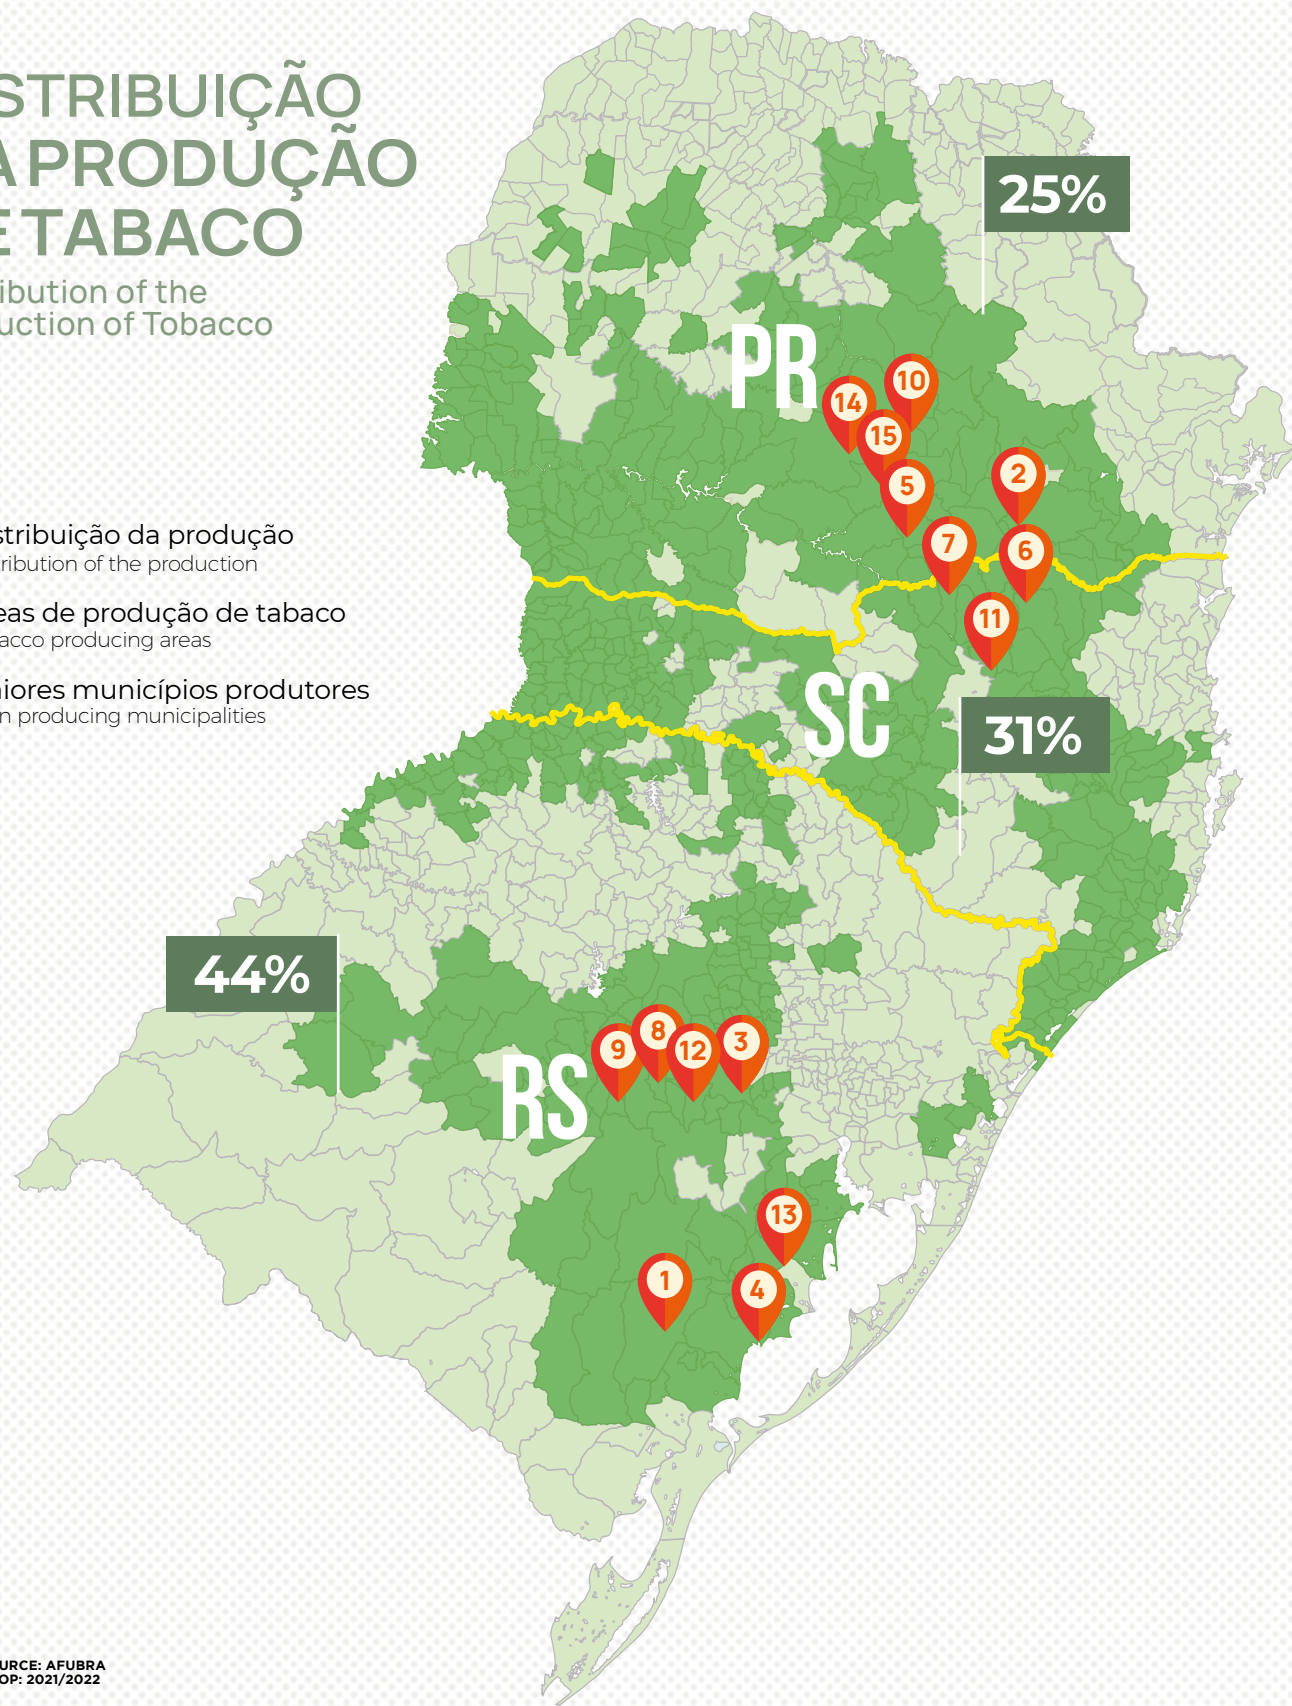 STRIBUIÇÃO
A PRODUÇÃO
E TABACO
ibution of the
uction of Tobacco
25%
PR
10
14
15
2
5
stribuição da produção
ribution of the production
7
6
eas de produção de tabaco
acco producing areas
11
iores municípios produtores
n producing municipalities
SC
31%
44%
8
3
9
12
RS
13
1
4
URCE: AFUBRA
OP: 2021/2022